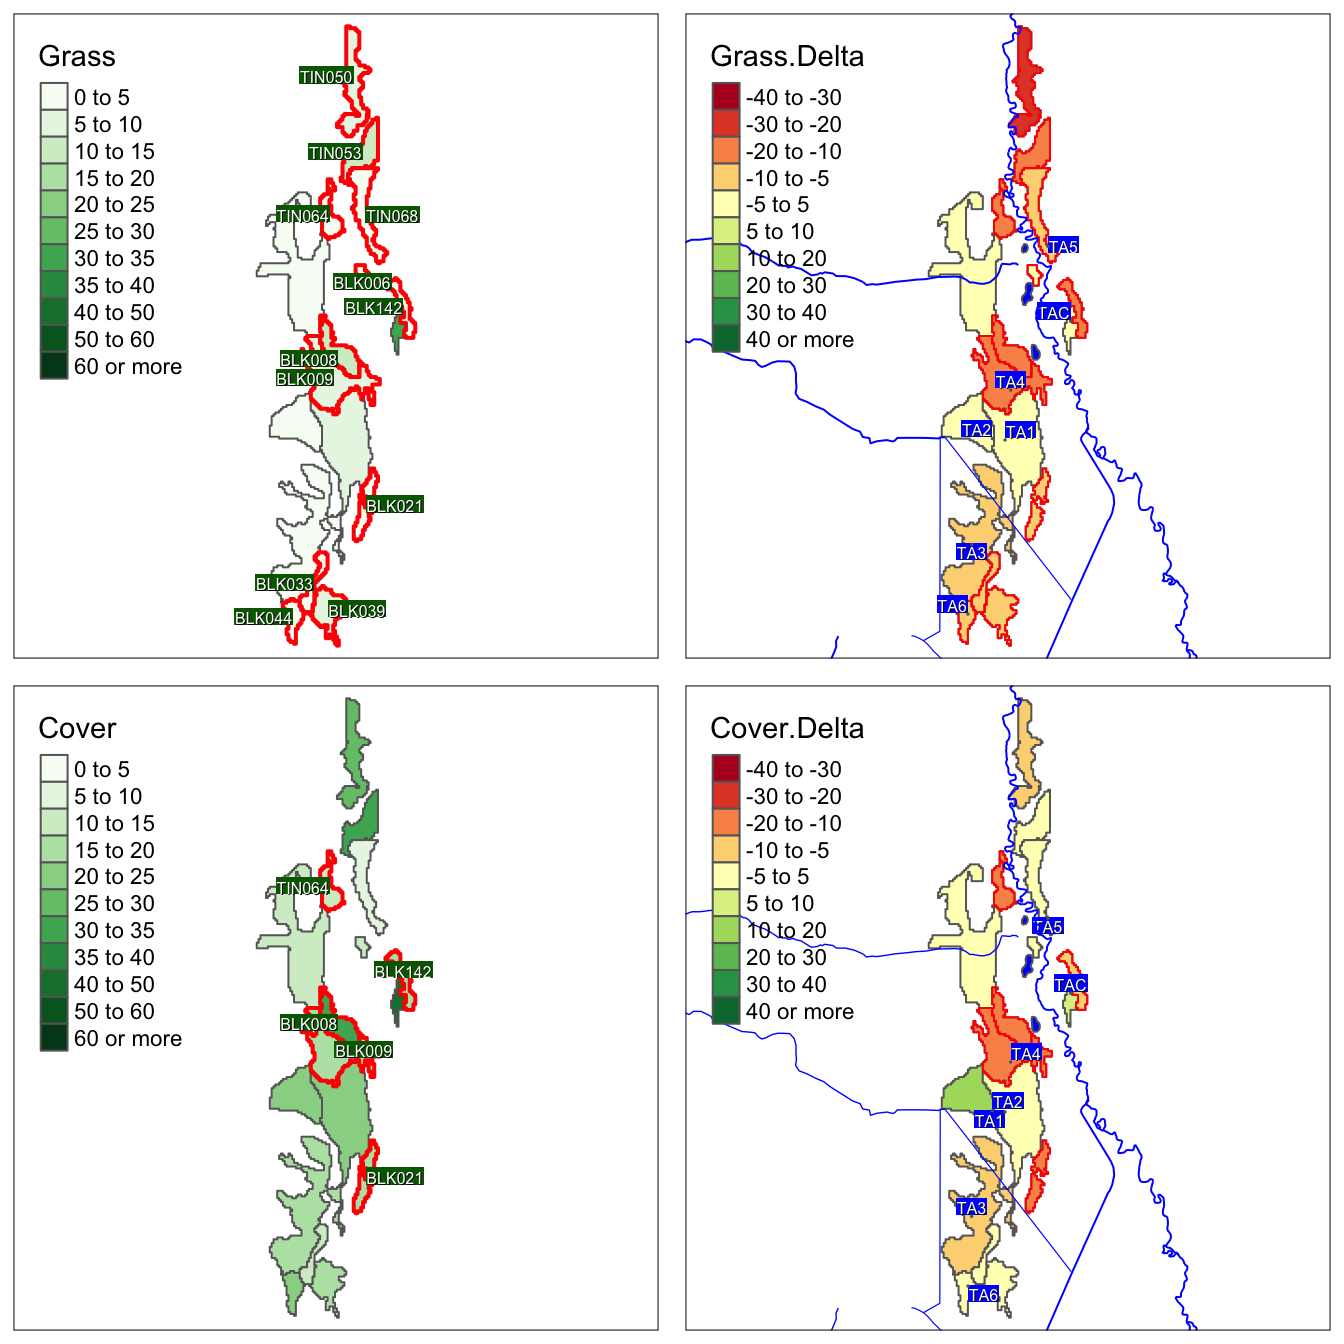 Grass
0 to 5
5 to 10
10 to 15
15 to 20
20 to 25
25 to 30
30 to 35
35 to 40
40 to 50
50 to 60
60 or more
TIN050
TIN053
TIN064
TIN068
BLK006
BLK142
BLK008
BLK009
BLK021
BLK033
BLK039
BLK044
Grass.Delta
-40 to -30
-30 to -20
-20 to -10
-10 to -5
-5 to 5
5 to 10
10 to 20
20 to 30
30 to 40
40 or more
TA5
TAC
TA4
TA2
TA1
TA3
TA6
Cover
0 to 5
5 to 10
10 to 15
15 to 20
20 to 25
25 to 30
30 to 35
35 to 40
40 to 50
50 to 60
60 or more
TIN064
BLK142
BLK008
BLK009
BLK021
Cover.Delta
-40 to -30
-30 to -20
-20 to -10
-10 to -5
-5 to 5
5 to 10
10 to 20
20 to 30
30 to 40
40 or more
TA5
TAC
TA4
TA2
TA1
TA3
TA6